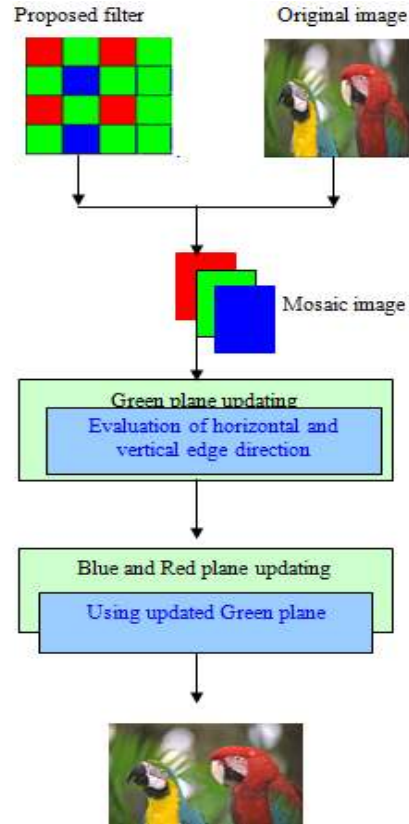 Proposed filter
Original image
Mosaic image
Green plane updating
Evaluation of horizontal and
vertical edge direction
Blue and Red plane updating
Using updated Green plane